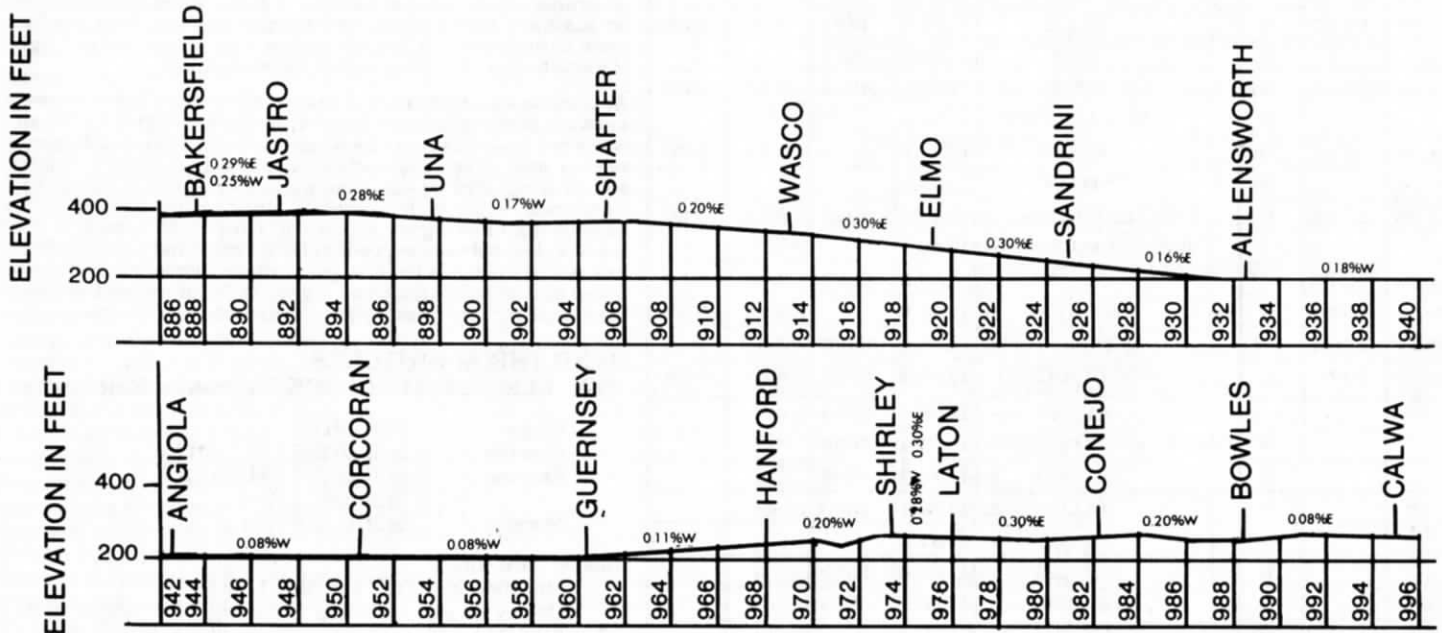 ELEVATION IN FEET
BAKERSFIELD
JASTRO
UNA
SHAFTER
WASCO
ELMO
SANDRINI
ALLENSWORTH
0.29%E
0.25%W
0.28%E
0.17%W
0.20%E
0.30%E
0.30%E
0.16%E
0.18%W
400
200
886 888 890 892 894 896 898 900 902 904 906 908 910 912 914 916 918 920 922 924 926 928 930 932 934 936 938 940
ELEVATION IN FEET
ANGIOLA
CORCORAN
GUERNSEY
HANFORD
SHIRLEY
LATON
CONEJO
BOWLES
CALWA
0.08%W
0.08%W
0.11%W
0.20%W
0.30%E
0.30%E
0.20%W
0.08%E
400
200
942 944 946 948 950 952 954 956 958 960 962 964 966 968 970 972 974 976 978 980 982 984 986 988 990 992 994 996